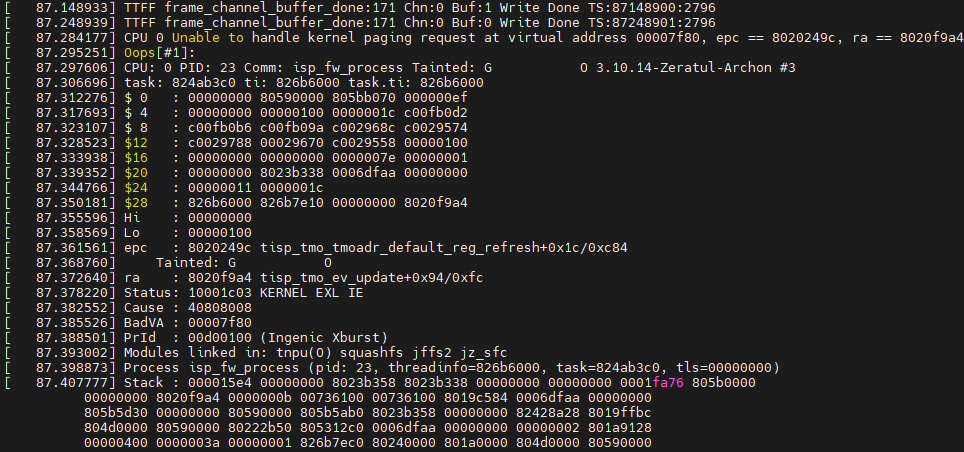 [   87.148933] TTFF frame_channel_buffer_done:171 Chn:0 Buf:1 Write Done TS:87148900:2796
[   87.248939] TTFF frame_channel_buffer_done:171 Chn:0 Buf:0 Write Done TS:87248901:2796
[   87.284177] CPU 0 Unable to handle kernel paging request at virtual address 00007f80, epc == 8020249c, ra == 8020f9a4
[   87.295251] Oops[#1]:
[   87.297606] CPU: 0 PID: 23 Comm: isp_fw_process Tainted: G           O 3.10.14-Zeratul-Archon #3
[   87.306696] task: 824ab3c0 ti: 826b6000 task.ti: 826b6000
[   87.312276] $ 0   : 00000000 80590000 805bb070 000000ef
[   87.317693] $ 4   : 00000000 00000100 0000001c c00fb0d2
[   87.323107] $ 8   : c00fb0b6 c00fb09a c002968c c0029574
[   87.328523] $12   : c0029788 00029670 c0029558 00000100
[   87.333938] $16   : 00000000 00000000 0000007e 00000001
[   87.339352] $20   : 00000000 8023b338 0006dfaa 00000000
[   87.344766] $24   : 00000011 0000001c
[   87.350181] $28   : 826b6000 826b7e10 00000000 8020f9a4
[   87.355596] Hi    : 00000000
[   87.358569] Lo    : 00000100
[   87.361561] epc   : 8020249c tisp_tmo_tmoadr_default_reg_refresh+0x1c/0xc84
[   87.368760]     Tainted: G           O
[   87.372640] ra    : 8020f9a4 tisp_tmo_ev_update+0x94/0xfc
[   87.378220] Status: 10001c03 KERNEL EXL IE
[   87.382552] Cause : 40808008
[   87.385526] BadVA : 00007f80
[   87.388501] PrId  : 00d00100 (Ingenic Xburst)
[   87.393002] Modules linked in: tnpu(O) squashfs jffs2 jz_sfc
[   87.398873] Process isp_fw_process (pid: 23, threadinfo=826b6000, task=824ab3c0, tls=00000000)
[   87.407777] Stack : 000015e4 00000000 8023b358 8023b338 00000000 00000000 0001fa76 805b0000
00000000 8020f9a4 0000000b 00736100 00736100 8019c584 0006dfaa 00000000
805b5d30 00000000 80590000 805b5ab0 8023b358 00000000 82428a28 8019ffbc
804d0000 80590000 80222b50 805312c0 0006dfaa 00000000 00000002 801a9128
00000400 0000003a 00000001 826b7ec0 80240000 801a0000 804d0000 80590000